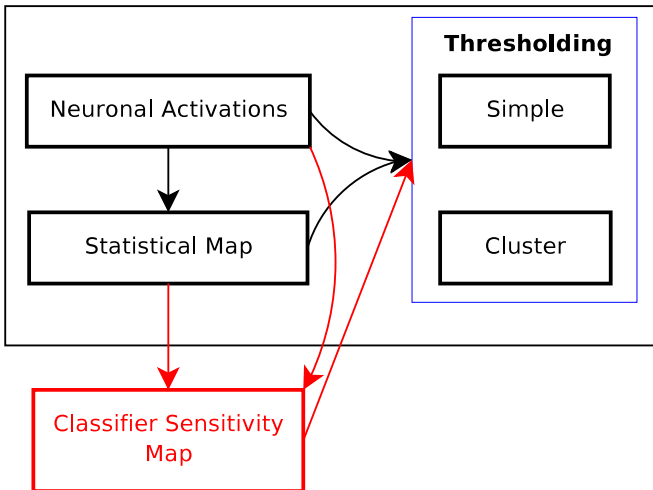 Thresholding
Neuronal Activations
Simple
Statistical Map
Cluster
Classifier Sensitivity
Map